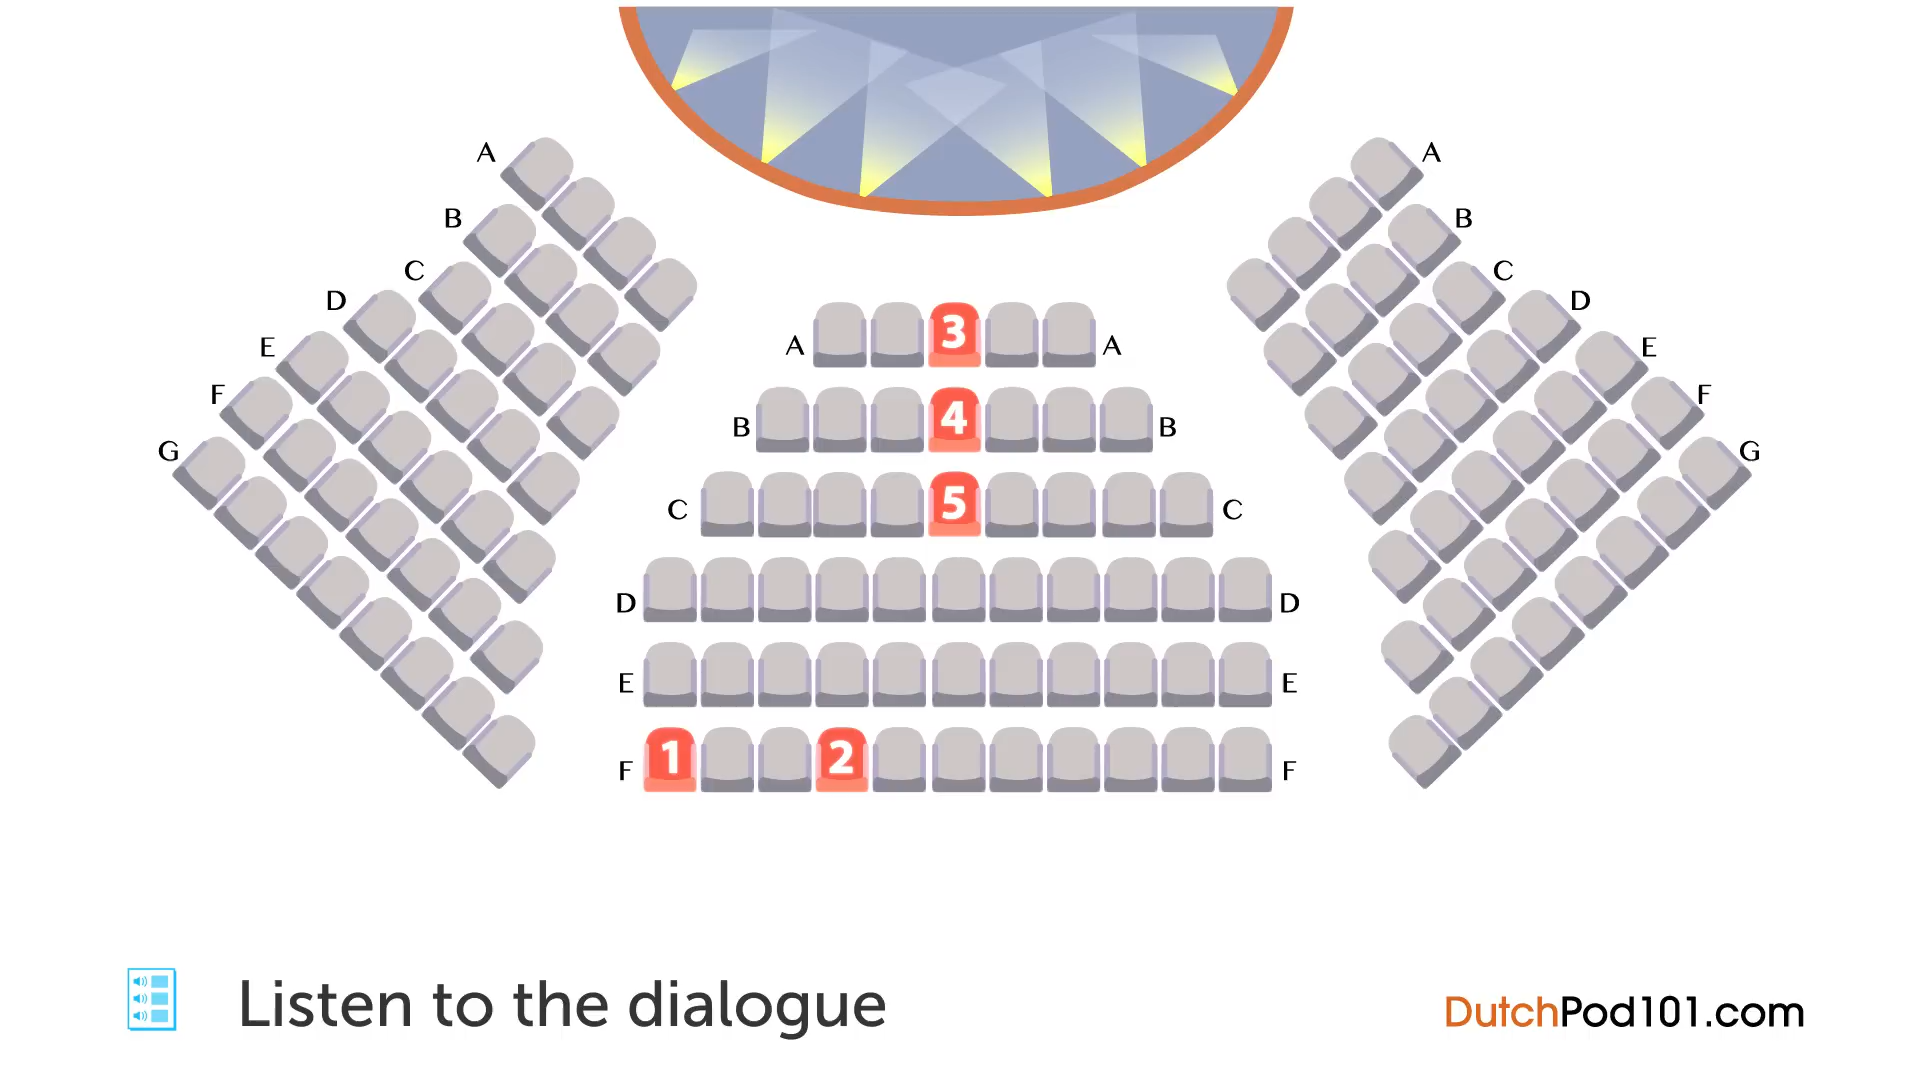 A
A
B
B
C
C
D
D
E
E
F
F
G
G
A 3 A
B 4 B
C 5 C
D D
E E
F 1 2 F
Listen to the dialogue
DutchPod101.com